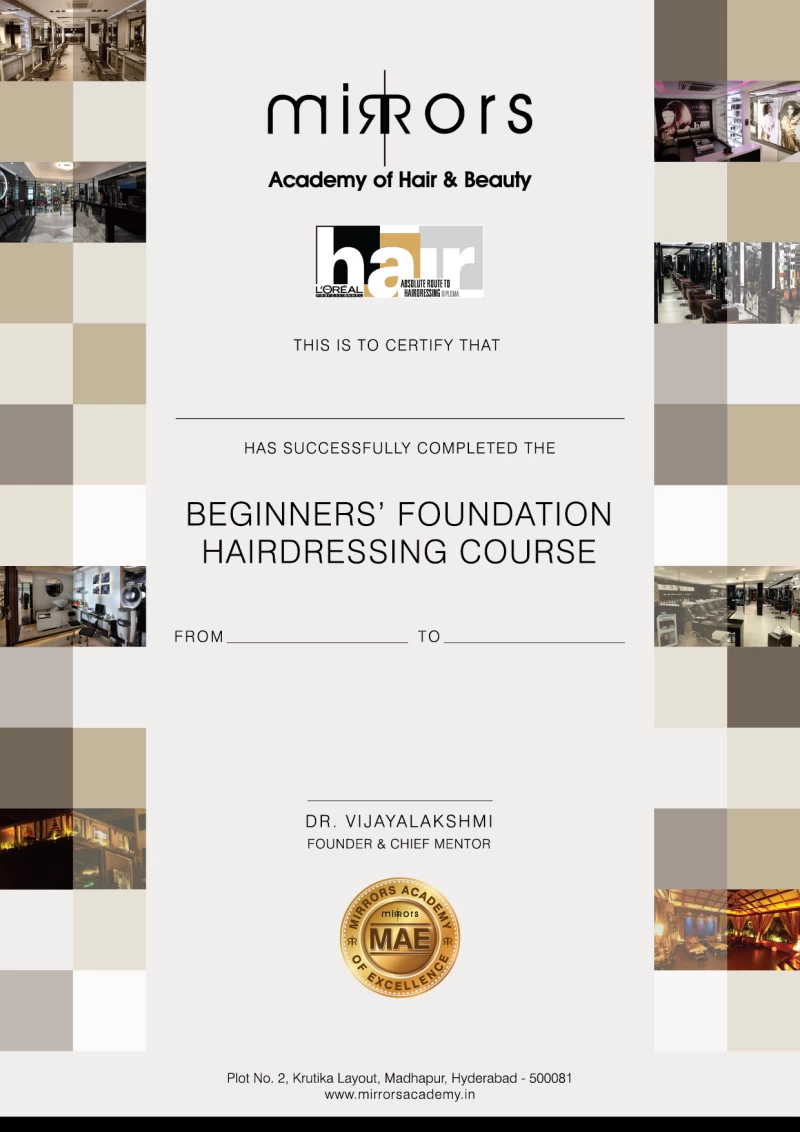 mirrors
Academy of Hair & Beauty
hair
L'ORÉAL
PROFESSIONNEL
ABSOLUTE ROUTE TO
HAIRDRESSING DIPLOMA
THIS IS TO CERTIFY THAT
HAS SUCCESSFULLY COMPLETED THE
BEGINNERS’ FOUNDATION
HAIRDRESSING COURSE
FROM TO
DR. VIJAYALAKSHMI
FOUNDER & CHIEF MENTOR
MIRRORS ACADEMY
mirrors
MAE
OF EXCELLENCE
Plot No. 2, Krutika Layout, Madhapur, Hyderabad - 500081
www.mirrorsacademy.in